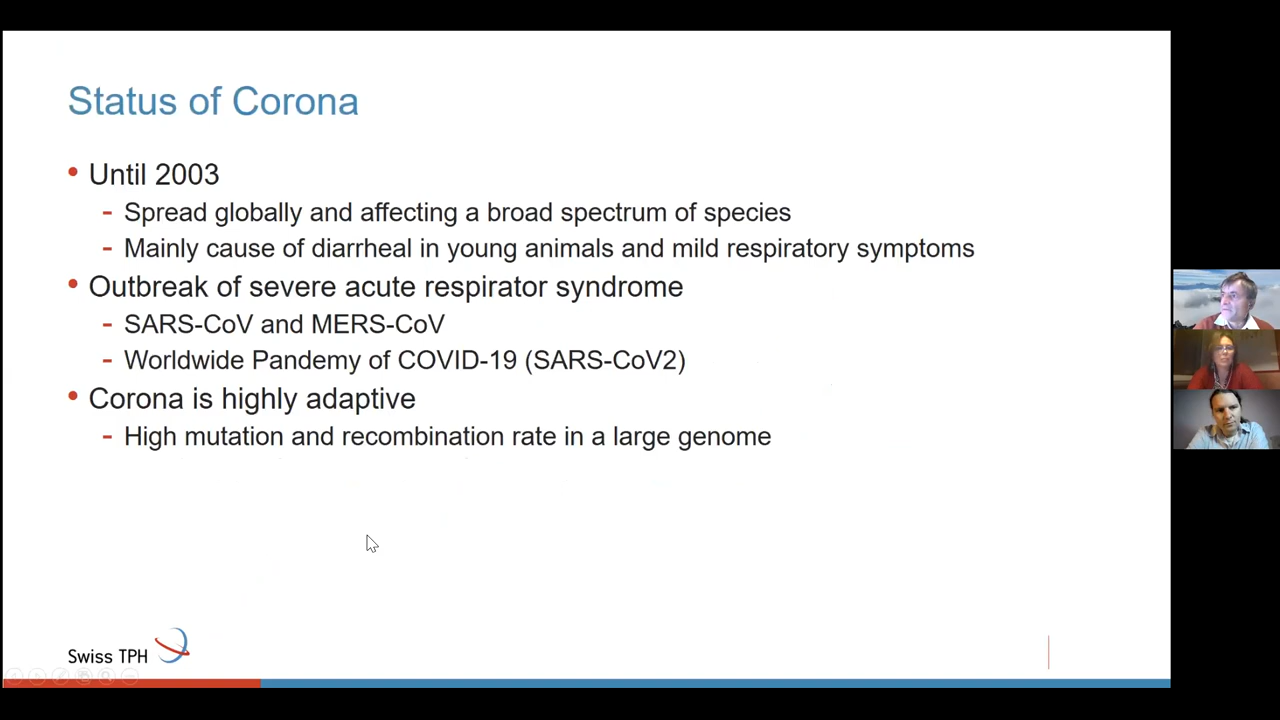 Status of Corona
• Until 2003
- Spread globally and affecting a broad spectrum of species
- Mainly cause of diarrheal in young animals and mild respiratory symptoms
• Outbreak of severe acute respirator syndrome
- SARS-CoV and MERS-CoV
- Worldwide Pandemy of COVID-19 (SARS-CoV2)
• Corona is highly adaptive
- High mutation and recombination rate in a large genome
Swiss TPH